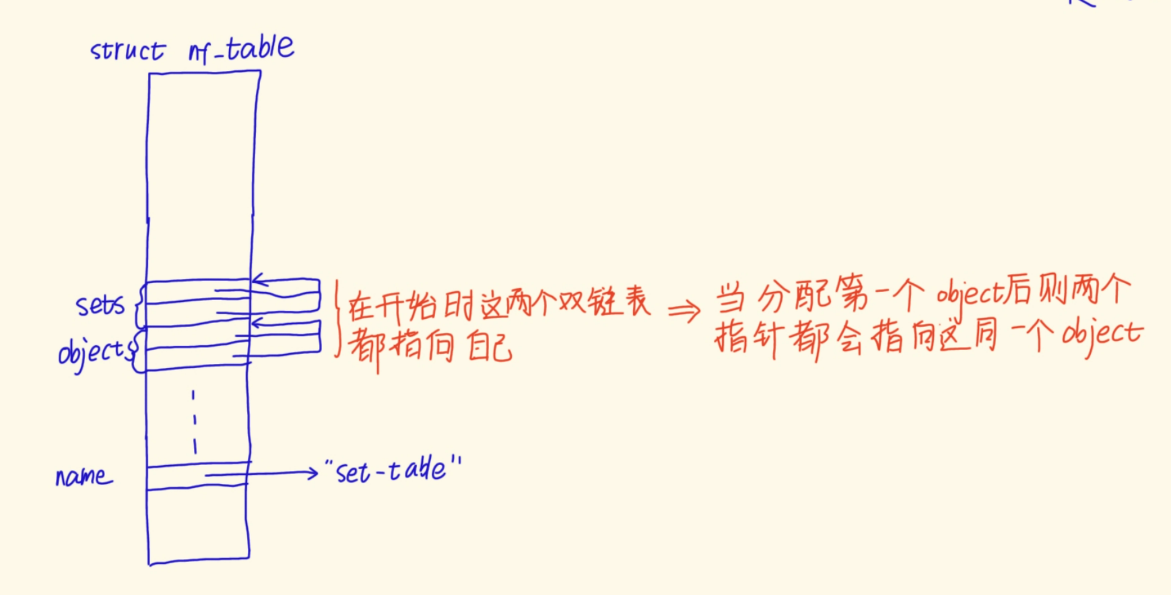 struct nf_table
sets
objects
在开始时这两个双链表
都指向自己
⇒ 当分配第一个object后则两个
指针都会指向这同一个object
name
"set-table"